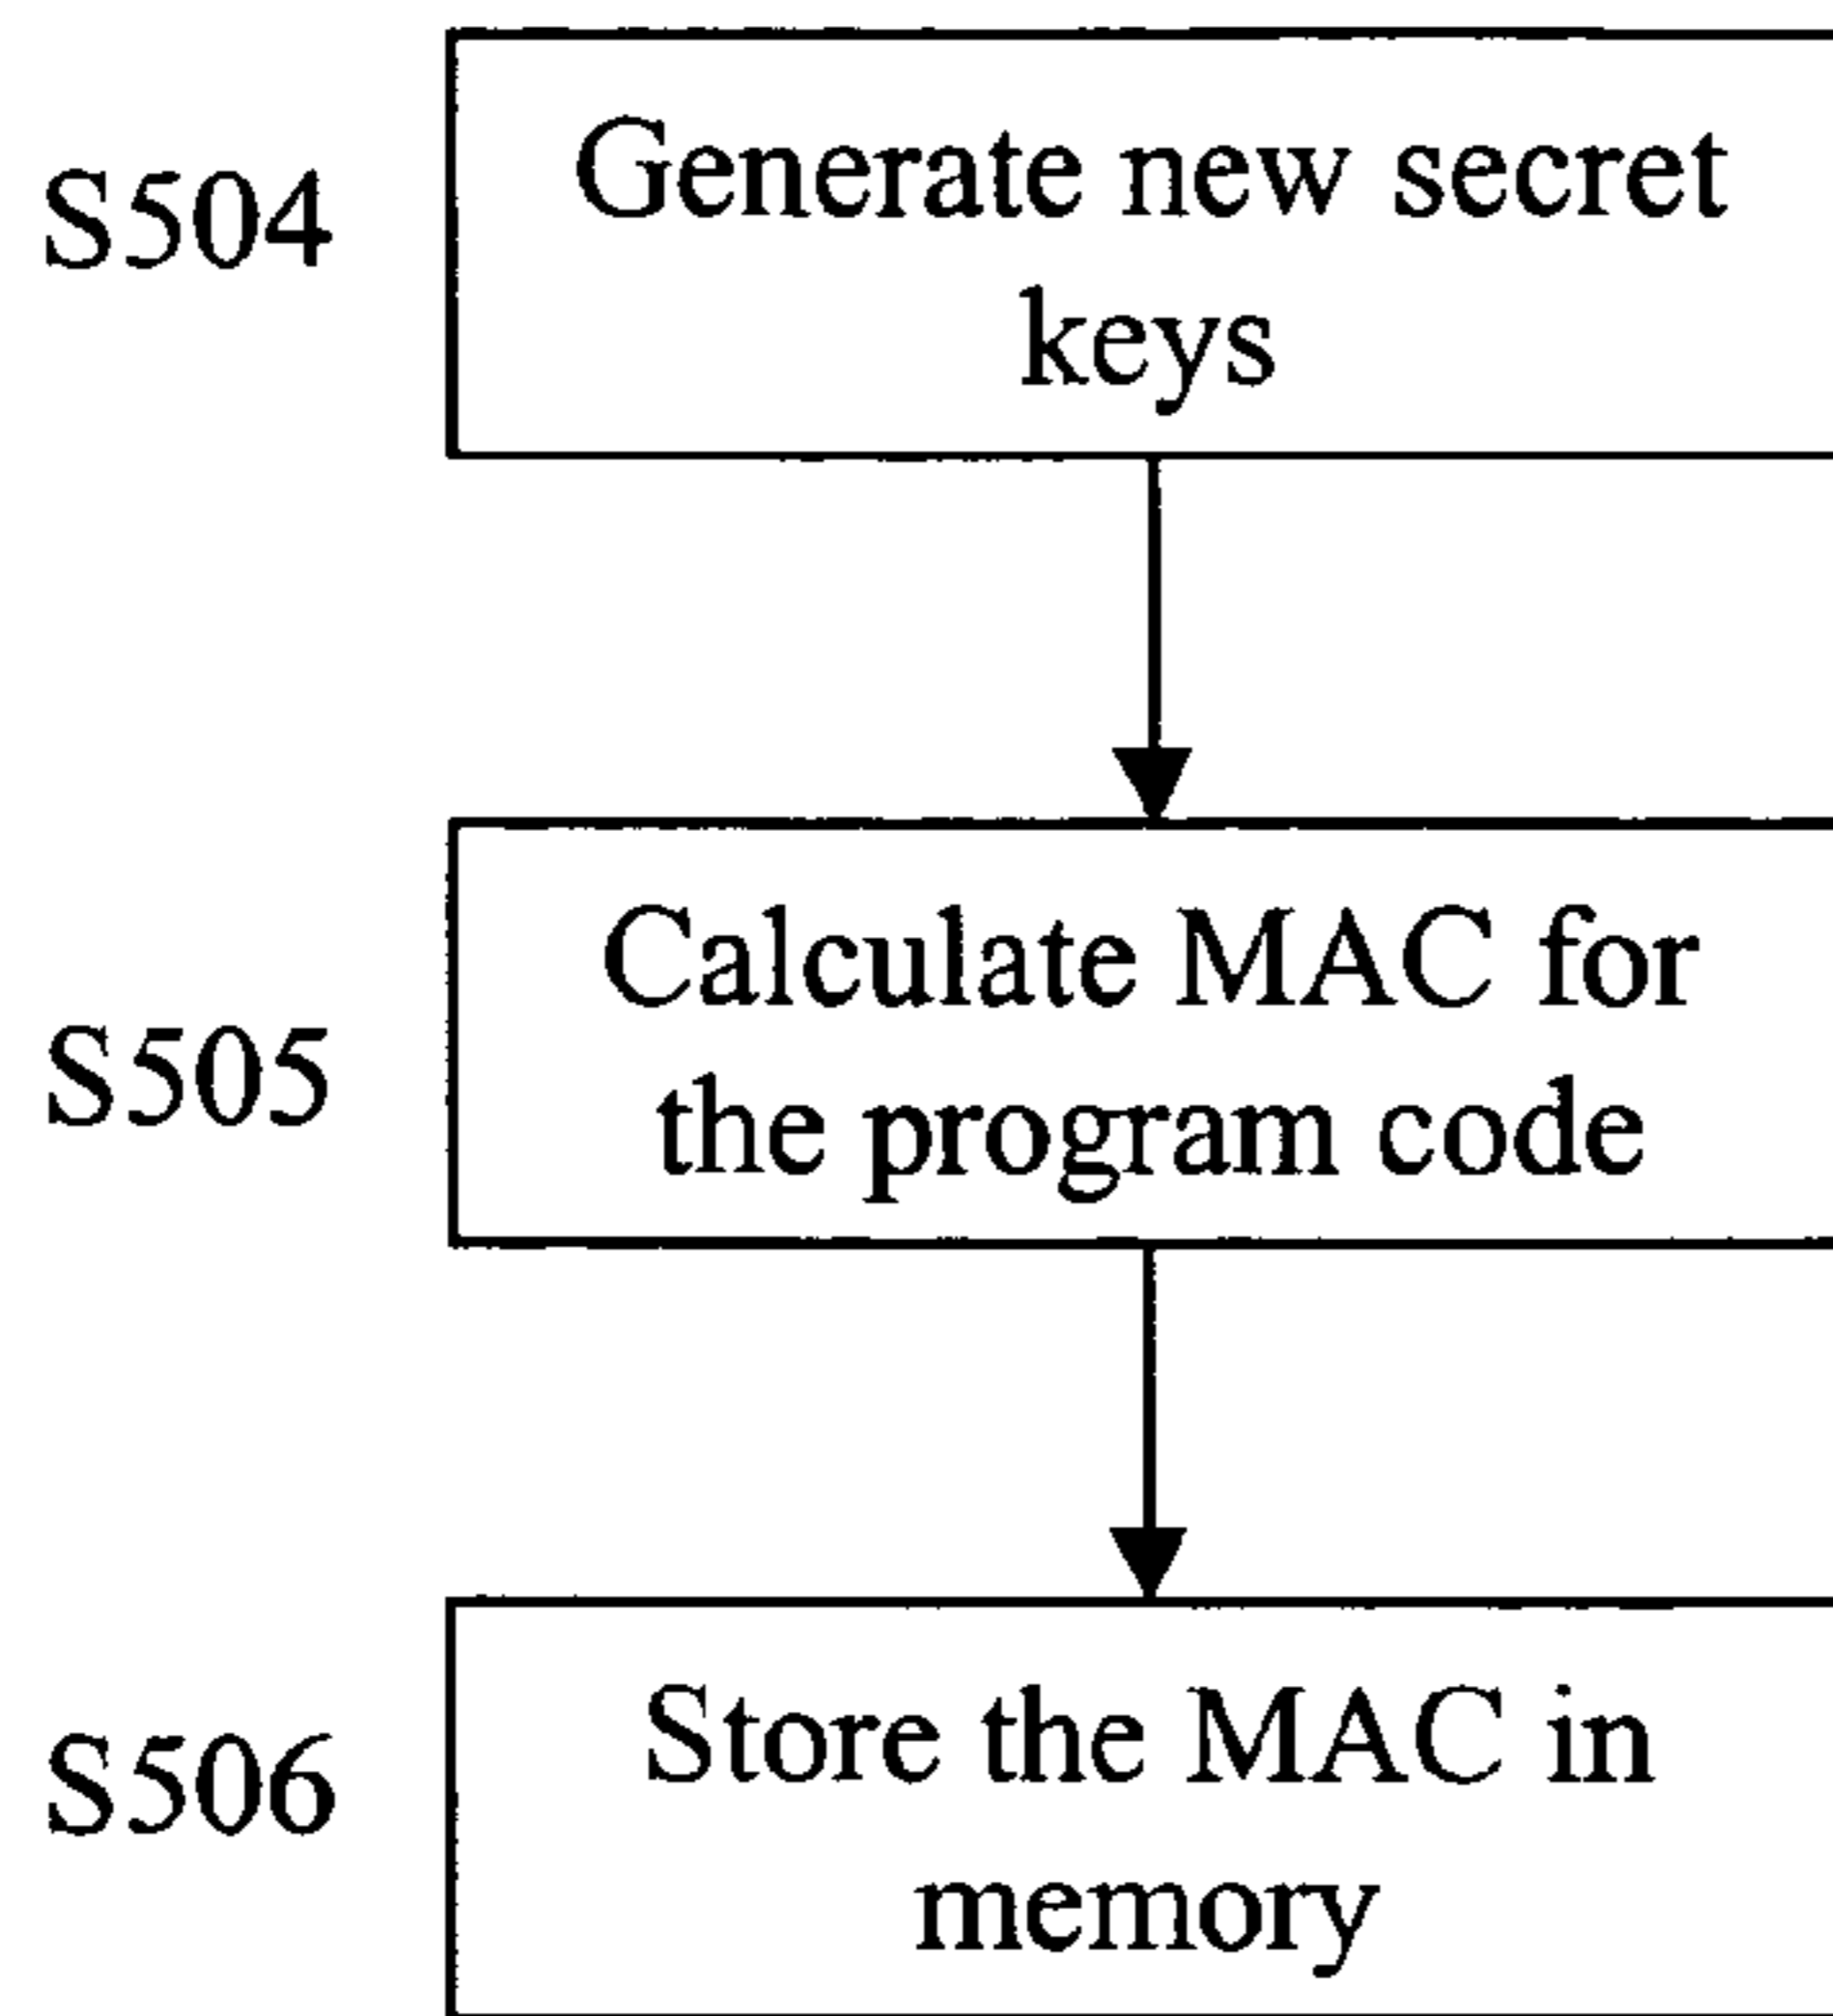 S504
Generate new secret
keys
S505
Calculate MAC for
the program code
S506
Store the MAC in
memory